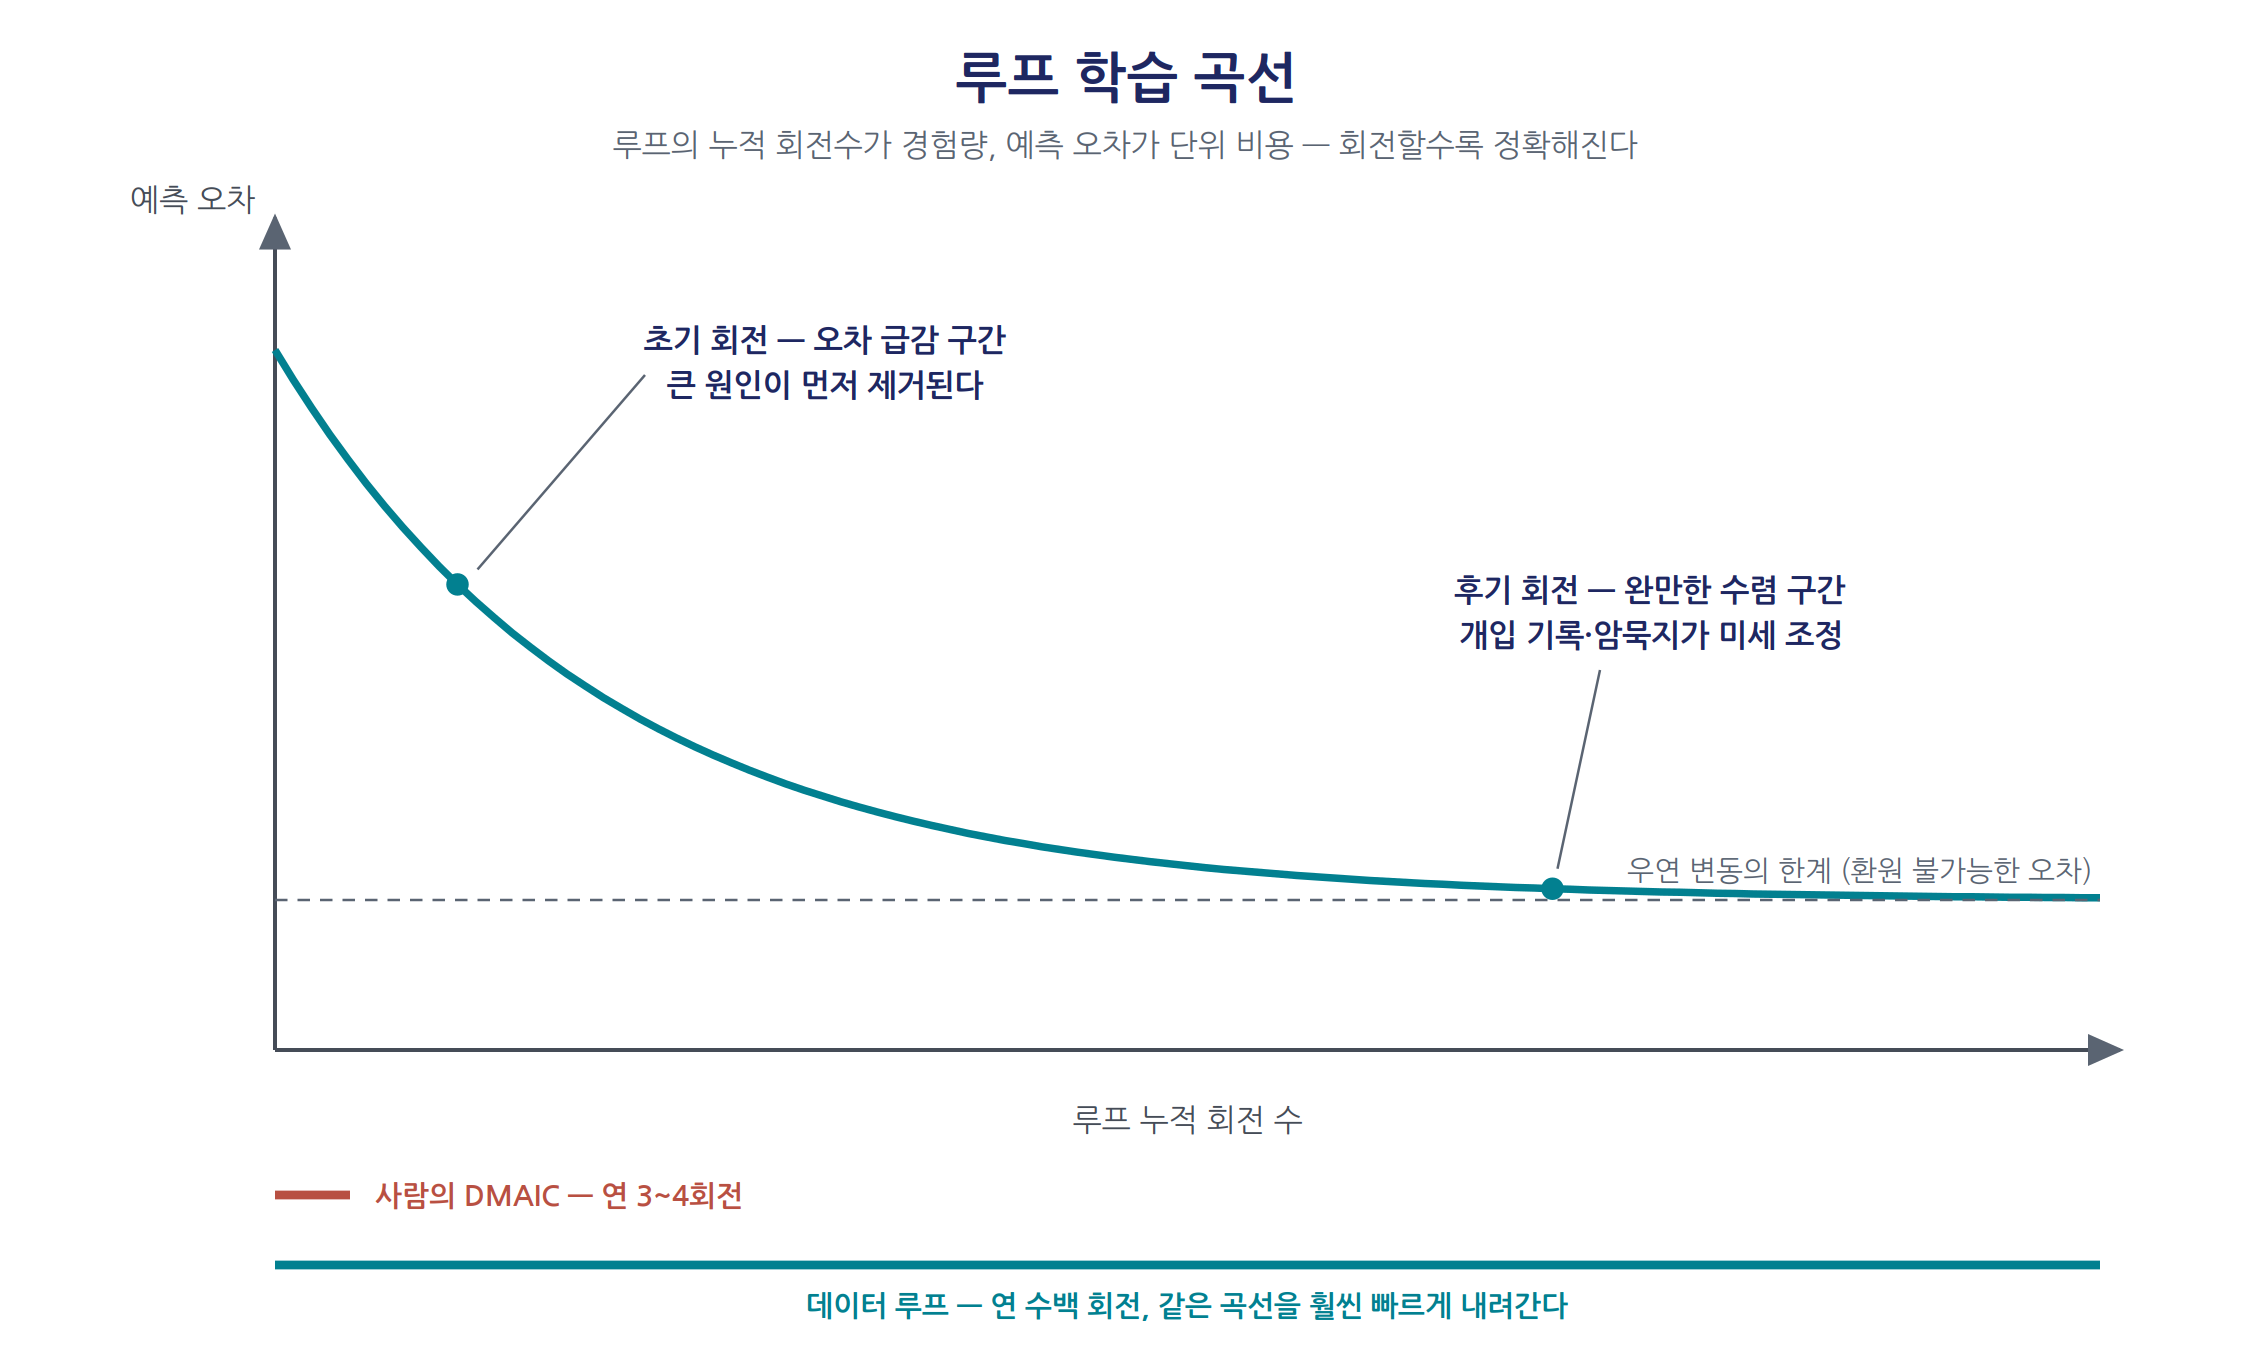 루프 학습 곡선
루프의 누적 회전수가 경험량, 예측 오차가 단위 비용 — 회전할수록 정확해진다
예측 오차
초기 회전 — 오차 급감 구간
큰 원인이 먼저 제거된다
후기 회전 — 완만한 수렴 구간
개입 기록·암묵지가 미세 조정
우연 변동의 한계 (환원 불가능한 오차)
루프 누적 회전 수
사람의 DMAIC — 연 3~4회전
데이터 루프 — 연 수백 회전, 같은 곡선을 훨씬 빠르게 내려간다